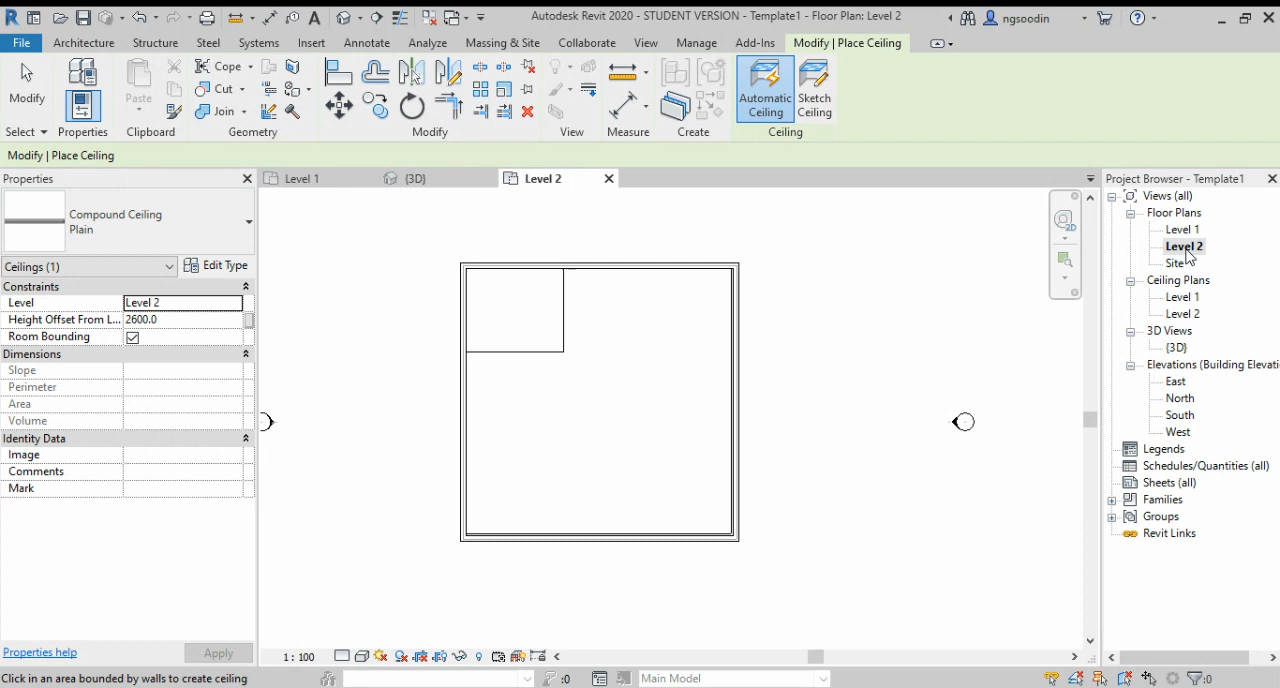 Autodesk Revit 2020 - STUDENT VERSION - Template1 - Floor Plan: Level 2
ngsoodin
File Architecture Structure Steel Systems Insert Annotate Analyze Massing & Site Collaborate View Manage Add-Ins Modify | Place Ceiling
Modify
Paste
Cope
Cut
Join
Automatic Ceiling
Sketch Ceiling
Select Properties Clipboard Geometry Modify View Measure Create Ceiling
Modify | Place Ceiling
Properties
Level 1
{3D}
Level 2
Project Browser - Template1
Compound Ceiling
Plain
Ceilings (1)
Edit Type
Constraints
Level Level 2
Height Offset From L... 2600.0
Room Bounding
Dimensions
Slope
Perimeter
Area
Volume
Identity Data
Image
Comments
Mark
Properties help
Apply
2D
Views (all)
Floor Plans
Level 1
Level 2
Site
Ceiling Plans
Level 1
Level 2
3D Views
{3D}
Elevations (Building Elevati
East
North
South
West
Legends
Schedules/Quantities (all)
Sheets (all)
Families
Groups
Revit Links
1 : 100
Click in an area bounded by walls to create ceiling
:0
Main Model
:0